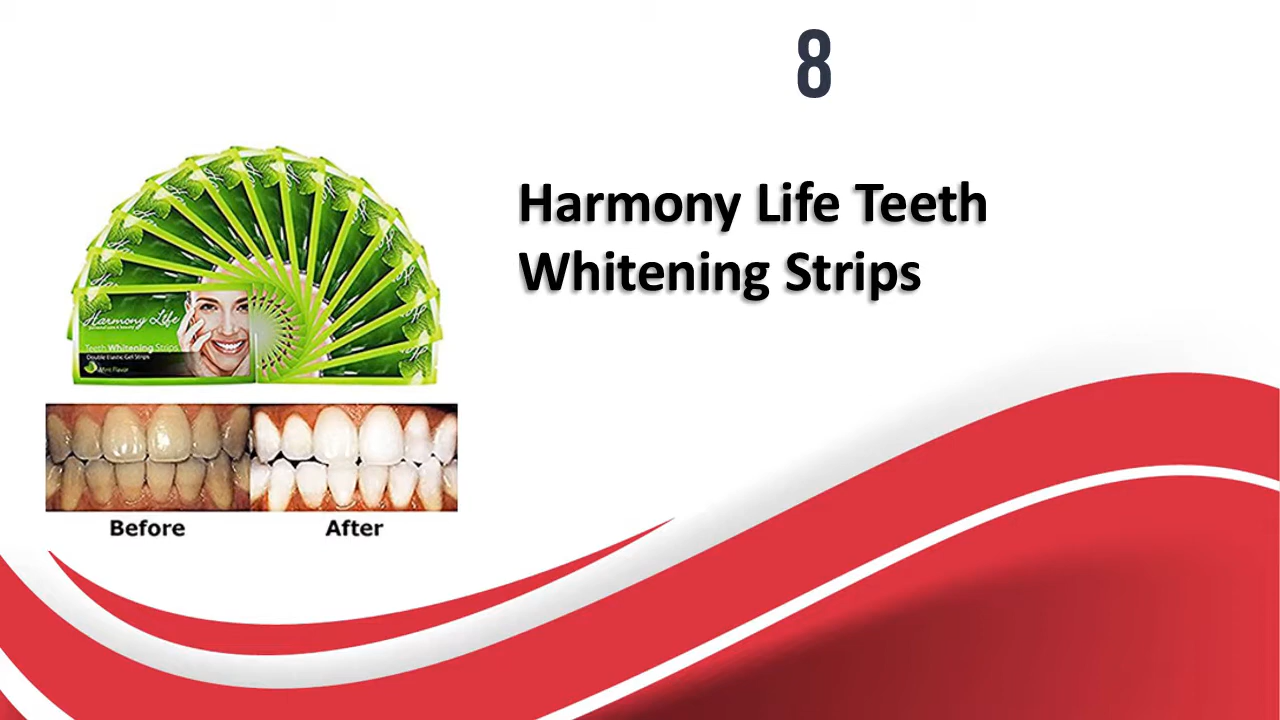 8
Harmony Life Teeth
Whitening Strips
Harmony Life
Teeth Whitening Strips
Double Elastic Gel Strips
Mint Flavor
Before After